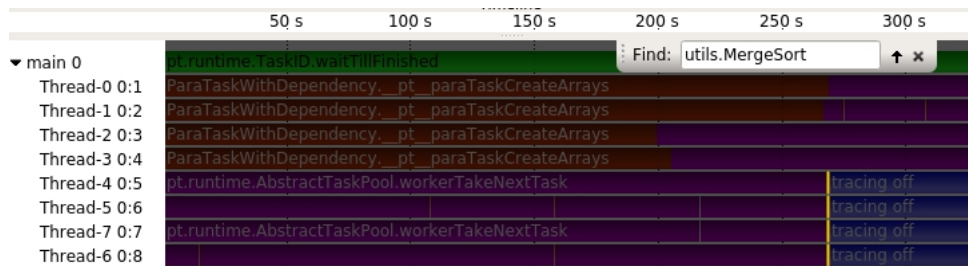 50 s 100 s 150 s 200 s 250 s 300 s
Find: utils.MergeSort
main 0 pt.runtime.TaskID.waitTillFinished
Thread-0 0:1 ParaTaskWithDependency.__pt__paraTaskCreateArrays
Thread-1 0:2 ParaTaskWithDependency.__pt__paraTaskCreateArrays
Thread-2 0:3 ParaTaskWithDependency.__pt__paraTaskCreateArrays
Thread-3 0:4 ParaTaskWithDependency.__pt__paraTaskCreateArrays
Thread-4 0:5 pt.runtime.AbstractTaskPool.workerTakeNextTask tracing off
Thread-5 0:6 tracing off
Thread-7 0:7 pt.runtime.AbstractTaskPool.workerTakeNextTask tracing off
Thread-6 0:8 tracing off